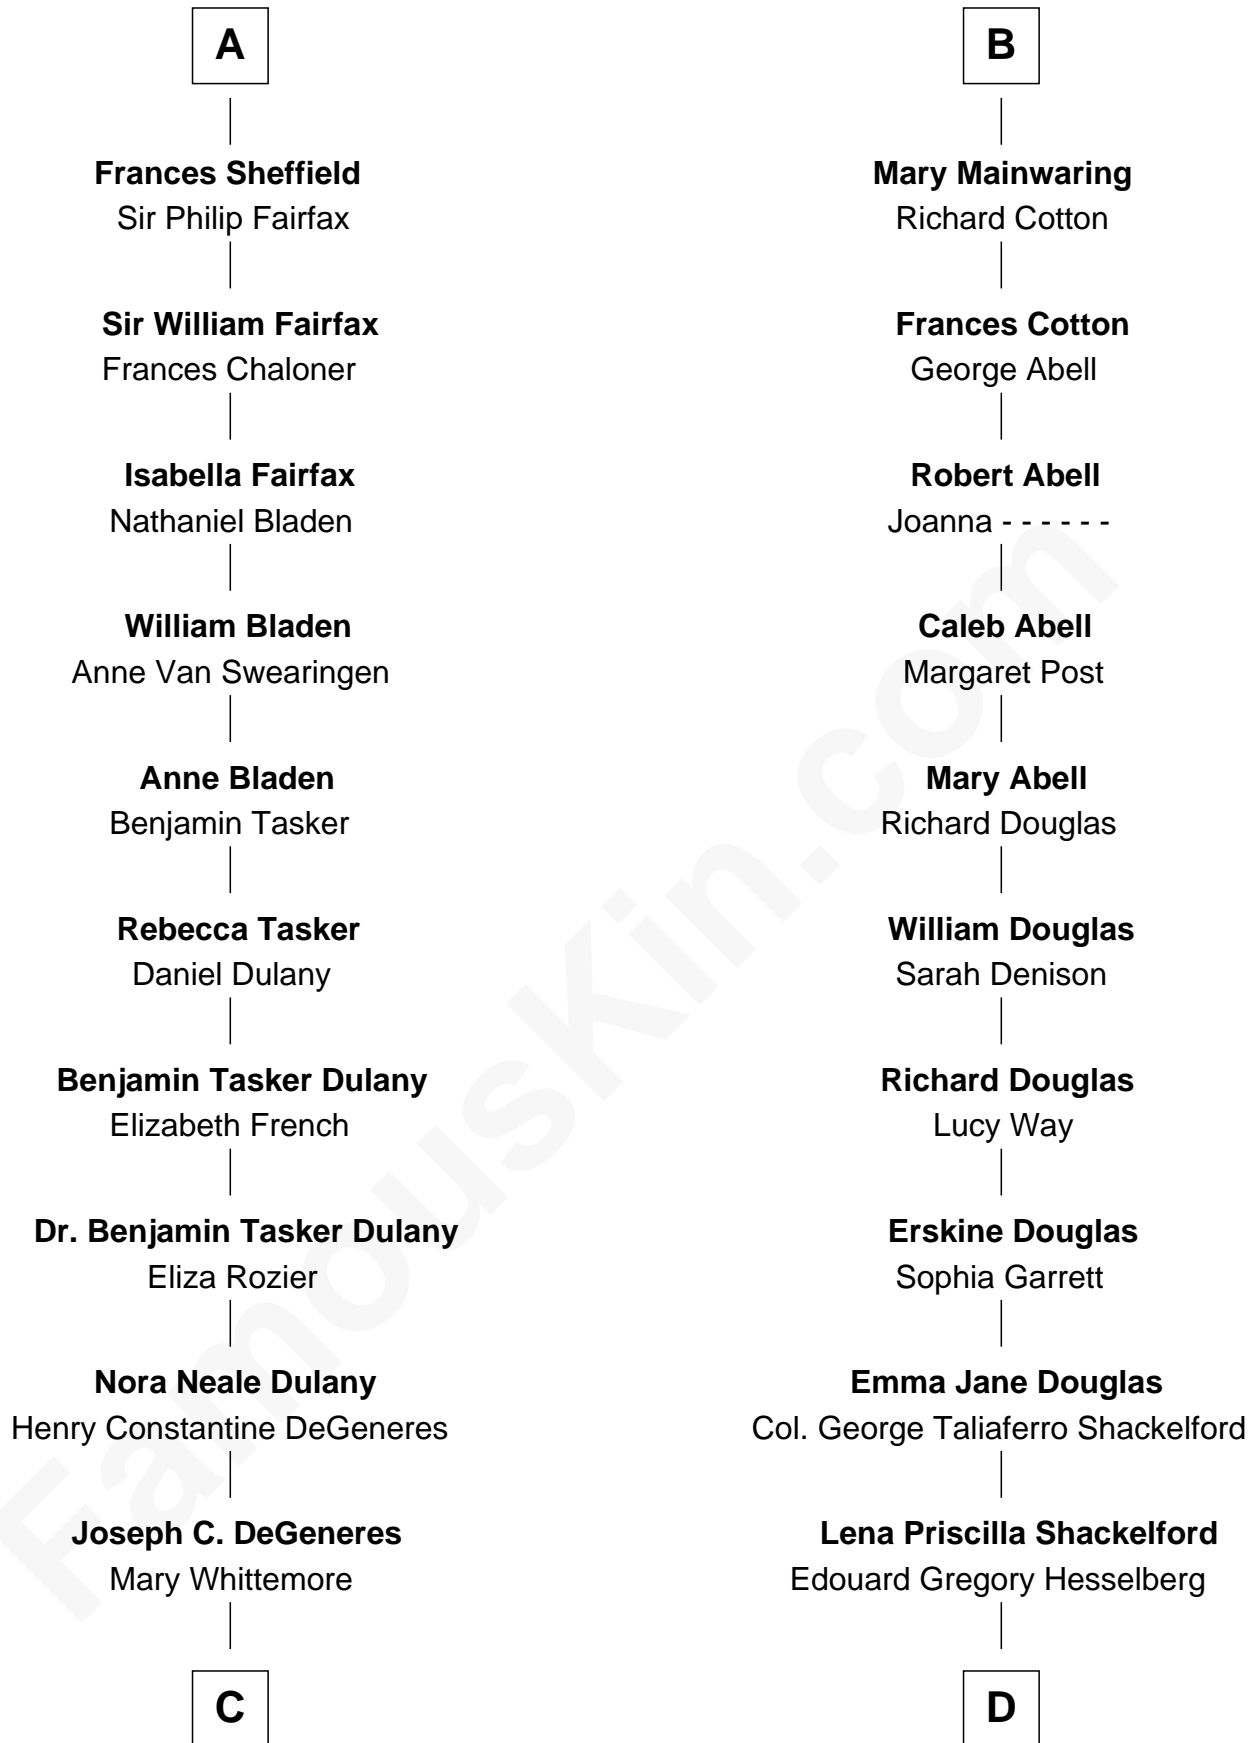 A
Frances Sheffield
Sir Philip Fairfax
Sir William Fairfax
Frances Chaloner
Isabella Fairfax
Nathaniel Bladen
William Bladen
Anne Van Swearingen
Anne Bladen
Benjamin Tasker
Rebecca Tasker
Daniel Dulany
Benjamin Tasker Dulany
Elizabeth French
Dr. Benjamin Tasker Dulany
Eliza Rozier
Nora Neale Dulany
Henry Constantine DeGeneres
Joseph C. DeGeneres
Mary Whittemore
C
B
Mary Mainwaring
Richard Cotton
Frances Cotton
George Abell
Robert Abell
Joanna - - - - - -
Caleb Abell
Margaret Post
Mary Abell
Richard Douglas
William Douglas
Sarah Denison
Richard Douglas
Lucy Way
Erskine Douglas
Sophia Garrett
Emma Jane Douglas
Col. George Taliaferro Shackelford
Lena Priscilla Shackelford
Edouard Gregory Hesselberg
D
FamousKin.com